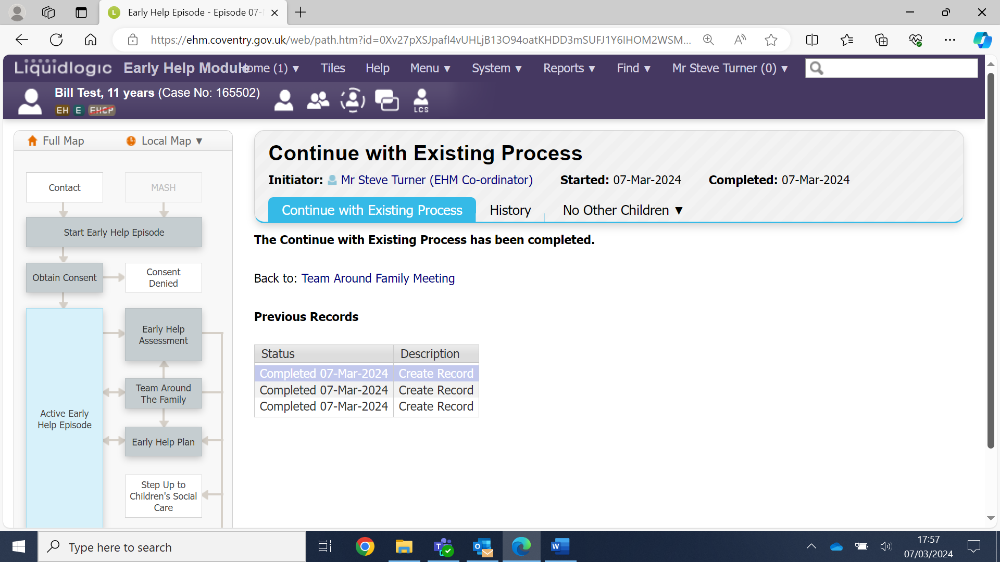 L Early Help Episode - Episode 07-
https://ehm.coventry.gov.uk/web/path.htm?id=0Xv27pXSJpafI4vUHLjB13O94oatKHDD3mSUFJ1Y6IHOM2WSM...
Liquidlogic Early Help Module ome (1) ▼ Tiles Help Menu ▼ System ▼ Reports ▼ Find ▼ Mr Steve Turner (0) ▼
Bill Test, 11 years (Case No: 165502)
EH E EHCP LCS
Full Map Local Map ▼
Contact
MASH
Start Early Help Episode
Obtain Consent
Consent
Denied
Early Help
Assessment
Team Around
The Family
Active Early
Help Episode
Early Help Plan
Step Up to
Children's Social
Care
Continue with Existing Process
Initiator: Mr Steve Turner (EHM Co-ordinator) Started: 07-Mar-2024 Completed: 07-Mar-2024
Continue with Existing Process History No Other Children ▼
The Continue with Existing Process has been completed.
Back to: Team Around Family Meeting
Previous Records
Status Description
Completed 07-Mar-2024 Create Record
Completed 07-Mar-2024 Create Record
Completed 07-Mar-2024 Create Record
Type here to search
17:57
07/03/2024